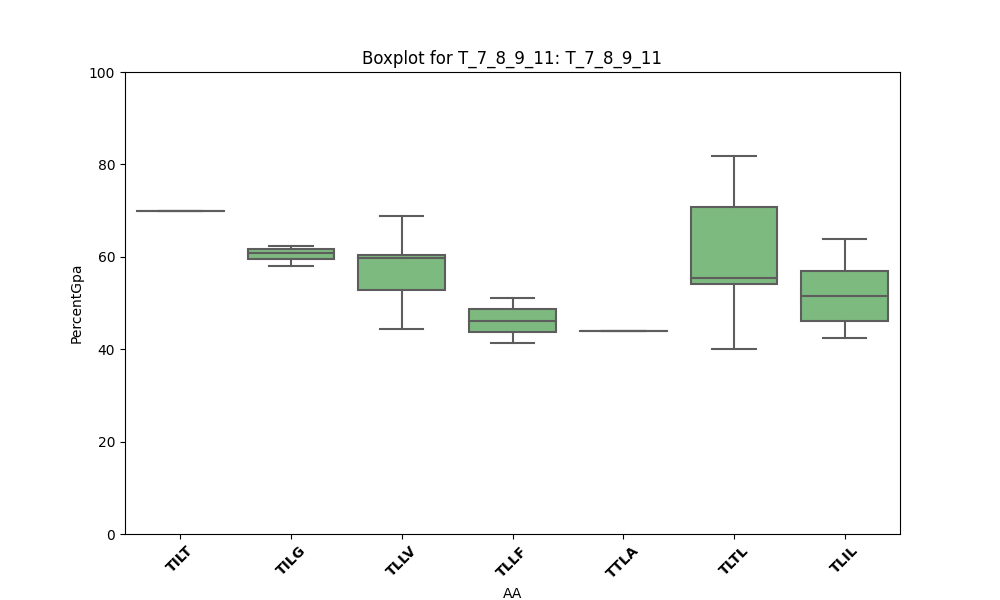 Boxplot for T_7_8_9_11: T_7_8_9_11
100
80
60
40
20
0
PercentGpa
TILT
TILG
TLLV
TLLF
TTLA
TLTL
TLIL
AA